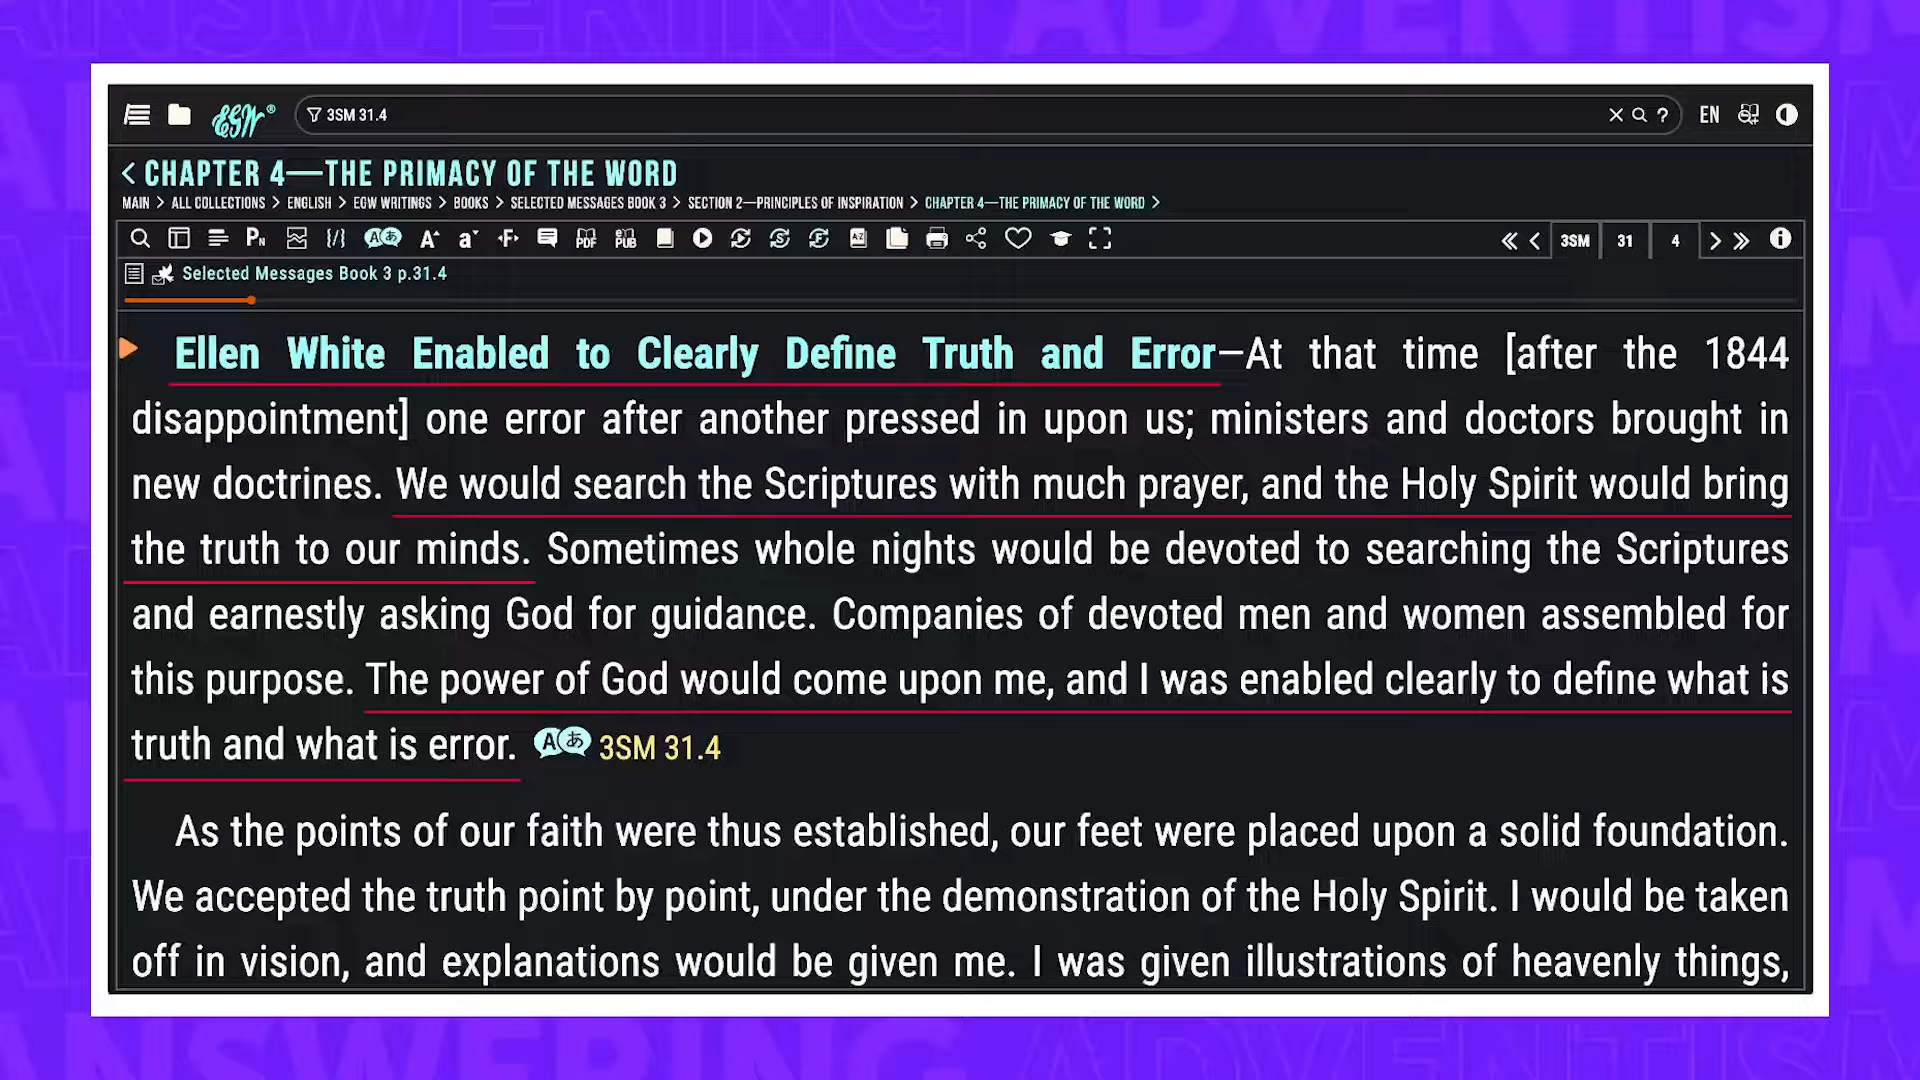 ANSWERING ADVENTISM
EGW®
3SM 31.4
?
EN
CHAPTER 4—THE PRIMACY OF THE WORD
MAIN > ALL COLLECTIONS > ENGLISH > EGW WRITINGS > BOOKS > SELECTED MESSAGES BOOK 3 > SECTION 2—PRINCIPLES OF INSPIRATION > CHAPTER 4—THE PRIMACY OF THE WORD >
3SM 31 4
Selected Messages Book 3 p.31.4
Ellen White Enabled to Clearly Define Truth and Error—At that time [after the 1844
disappointment] one error after another pressed in upon us; ministers and doctors brought in
new doctrines. We would search the Scriptures with much prayer, and the Holy Spirit would bring
the truth to our minds. Sometimes whole nights would be devoted to searching the Scriptures
and earnestly asking God for guidance. Companies of devoted men and women assembled for
this purpose. The power of God would come upon me, and I was enabled clearly to define what is
truth and what is error. 3SM 31.4
As the points of our faith were thus established, our feet were placed upon a solid foundation.
We accepted the truth point by point, under the demonstration of the Holy Spirit. I would be taken
off in vision, and explanations would be given me. I was given illustrations of heavenly things,
ANSWERING ADVENTISM